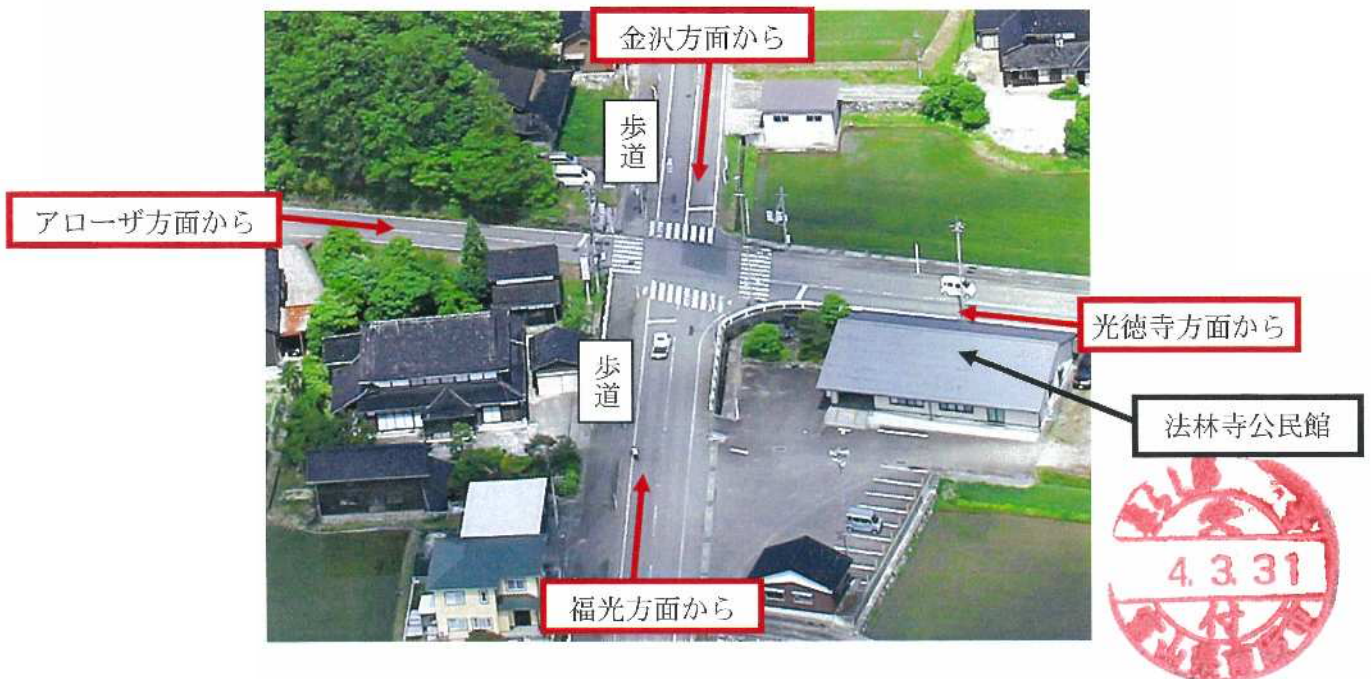 金沢方面から
歩道
アローザ方面から
光徳寺方面から
歩道
法林寺公民館
福光方面から
4. 3. 31
付